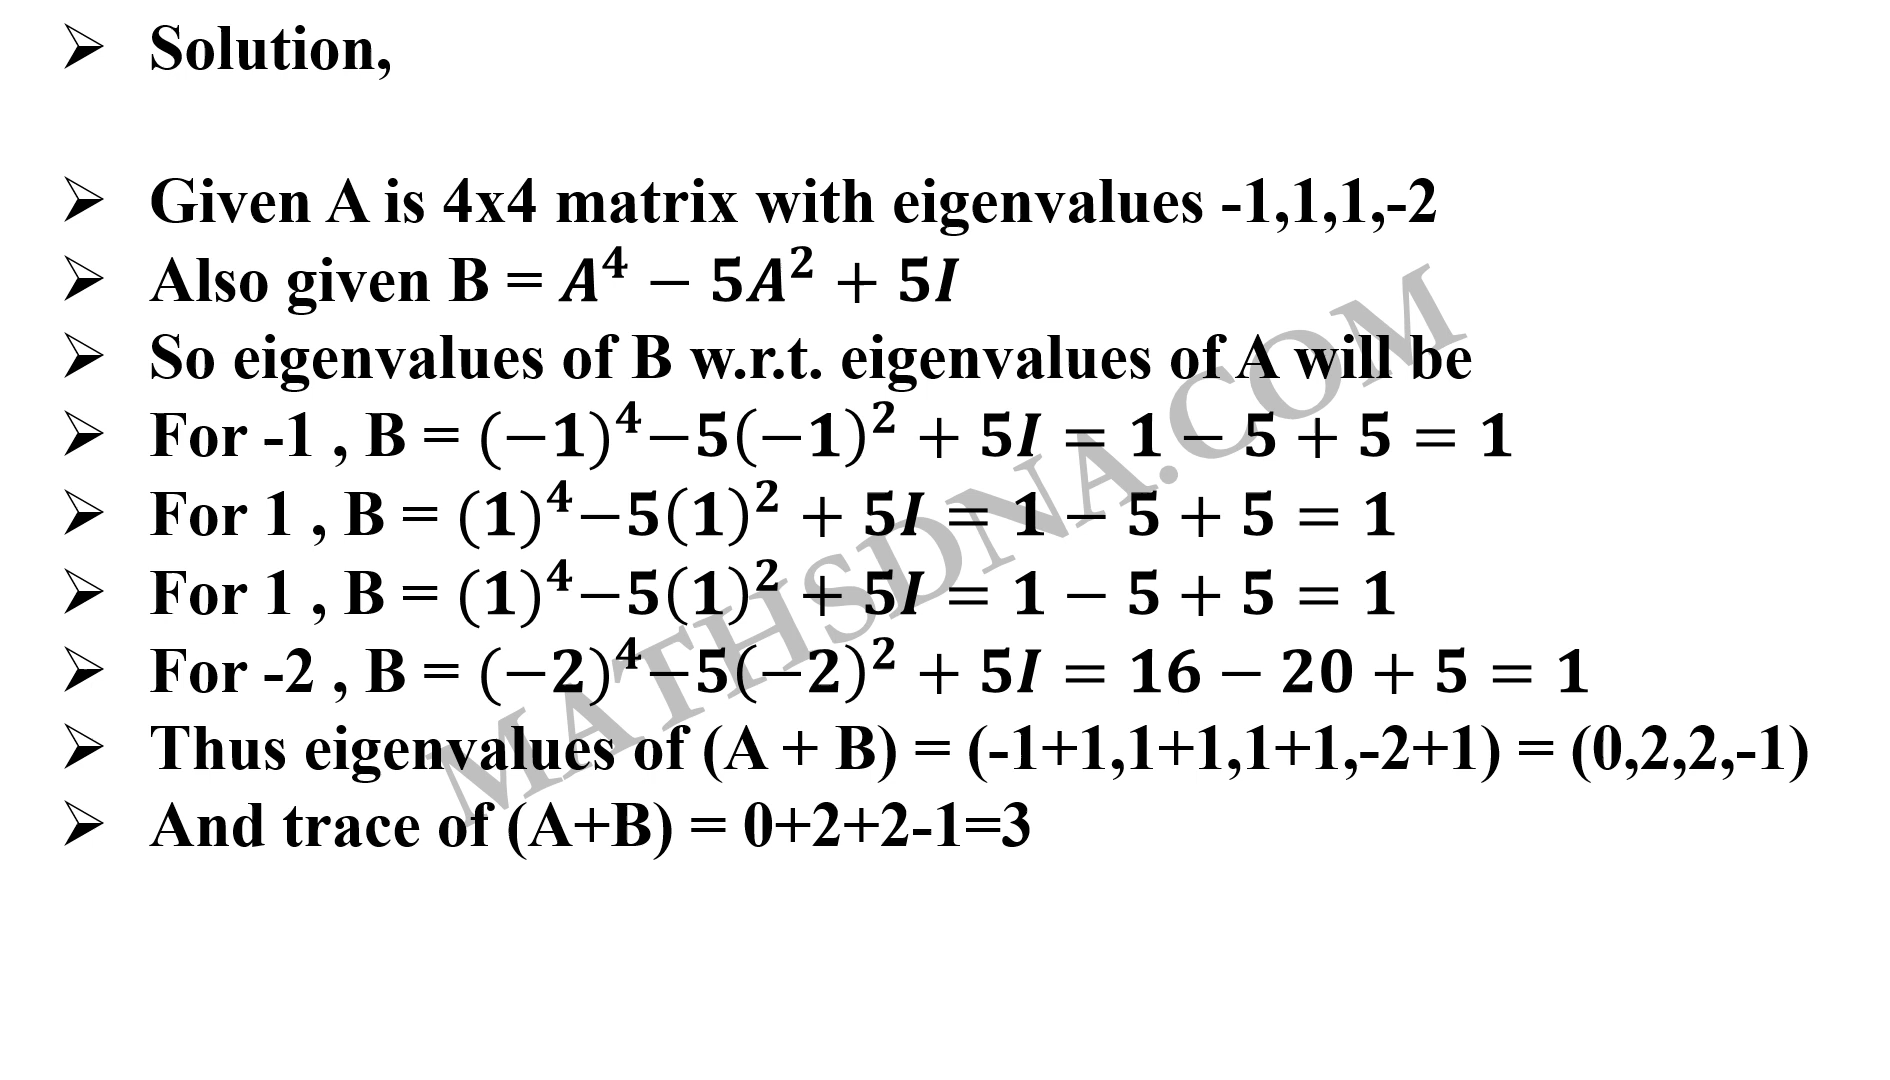 ➢ Solution,
➢ Given A is 4x4 matrix with eigenvalues -1,1,1,-2
➢ Also given B = 𝑨⁴ − 𝟓𝑨² + 𝟓𝑰
➢ So eigenvalues of B w.r.t. eigenvalues of A will be
➢ For -1 , B = (−𝟏)⁴−𝟓(−𝟏)² + 𝟓𝑰 = 𝟏 − 𝟓 + 𝟓 = 𝟏
➢ For 1 , B = (𝟏)⁴−𝟓(𝟏)² + 𝟓𝑰 = 𝟏 − 𝟓 + 𝟓 = 𝟏
➢ For 1 , B = (𝟏)⁴−𝟓(𝟏)² + 𝟓𝑰 = 𝟏 − 𝟓 + 𝟓 = 𝟏
➢ For -2 , B = (−𝟐)⁴−𝟓(−𝟐)² + 𝟓𝑰 = 𝟏𝟔 − 𝟐𝟎 + 𝟓 = 𝟏
➢ Thus eigenvalues of (A + B) = (-1+1,1+1,1+1,-2+1) = (0,2,2,-1)
➢ And trace of (A+B) = 0+2+2-1=3
MATHSDNA.COM